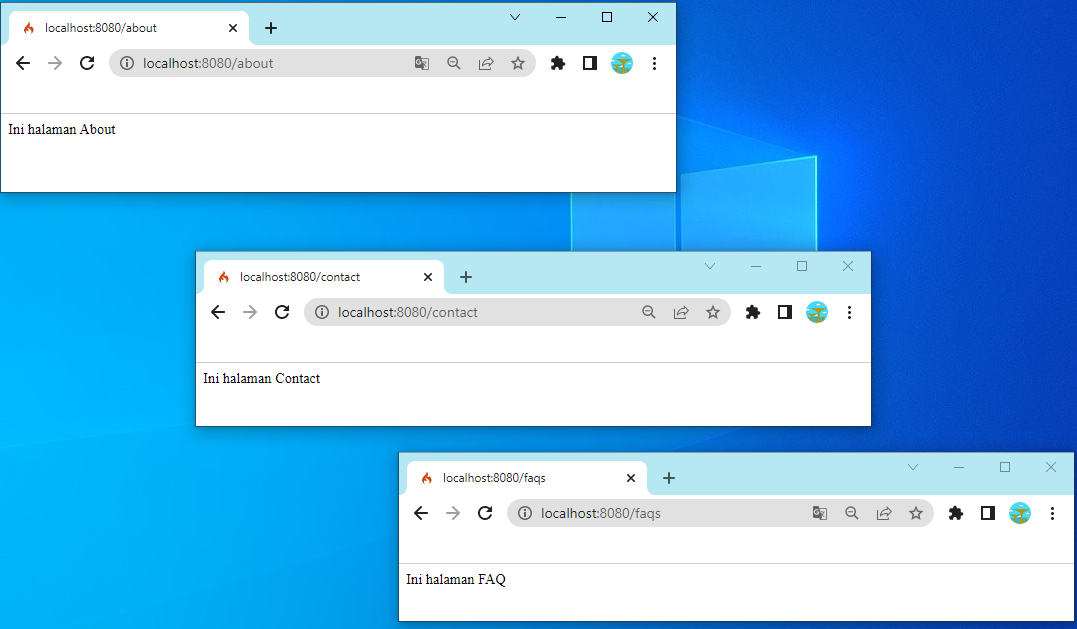 localhost:8080/about
localhost:8080/about
Ini halaman About
localhost:8080/contact
localhost:8080/contact
Ini halaman Contact
localhost:8080/faqs
localhost:8080/faqs
Ini halaman FAQ